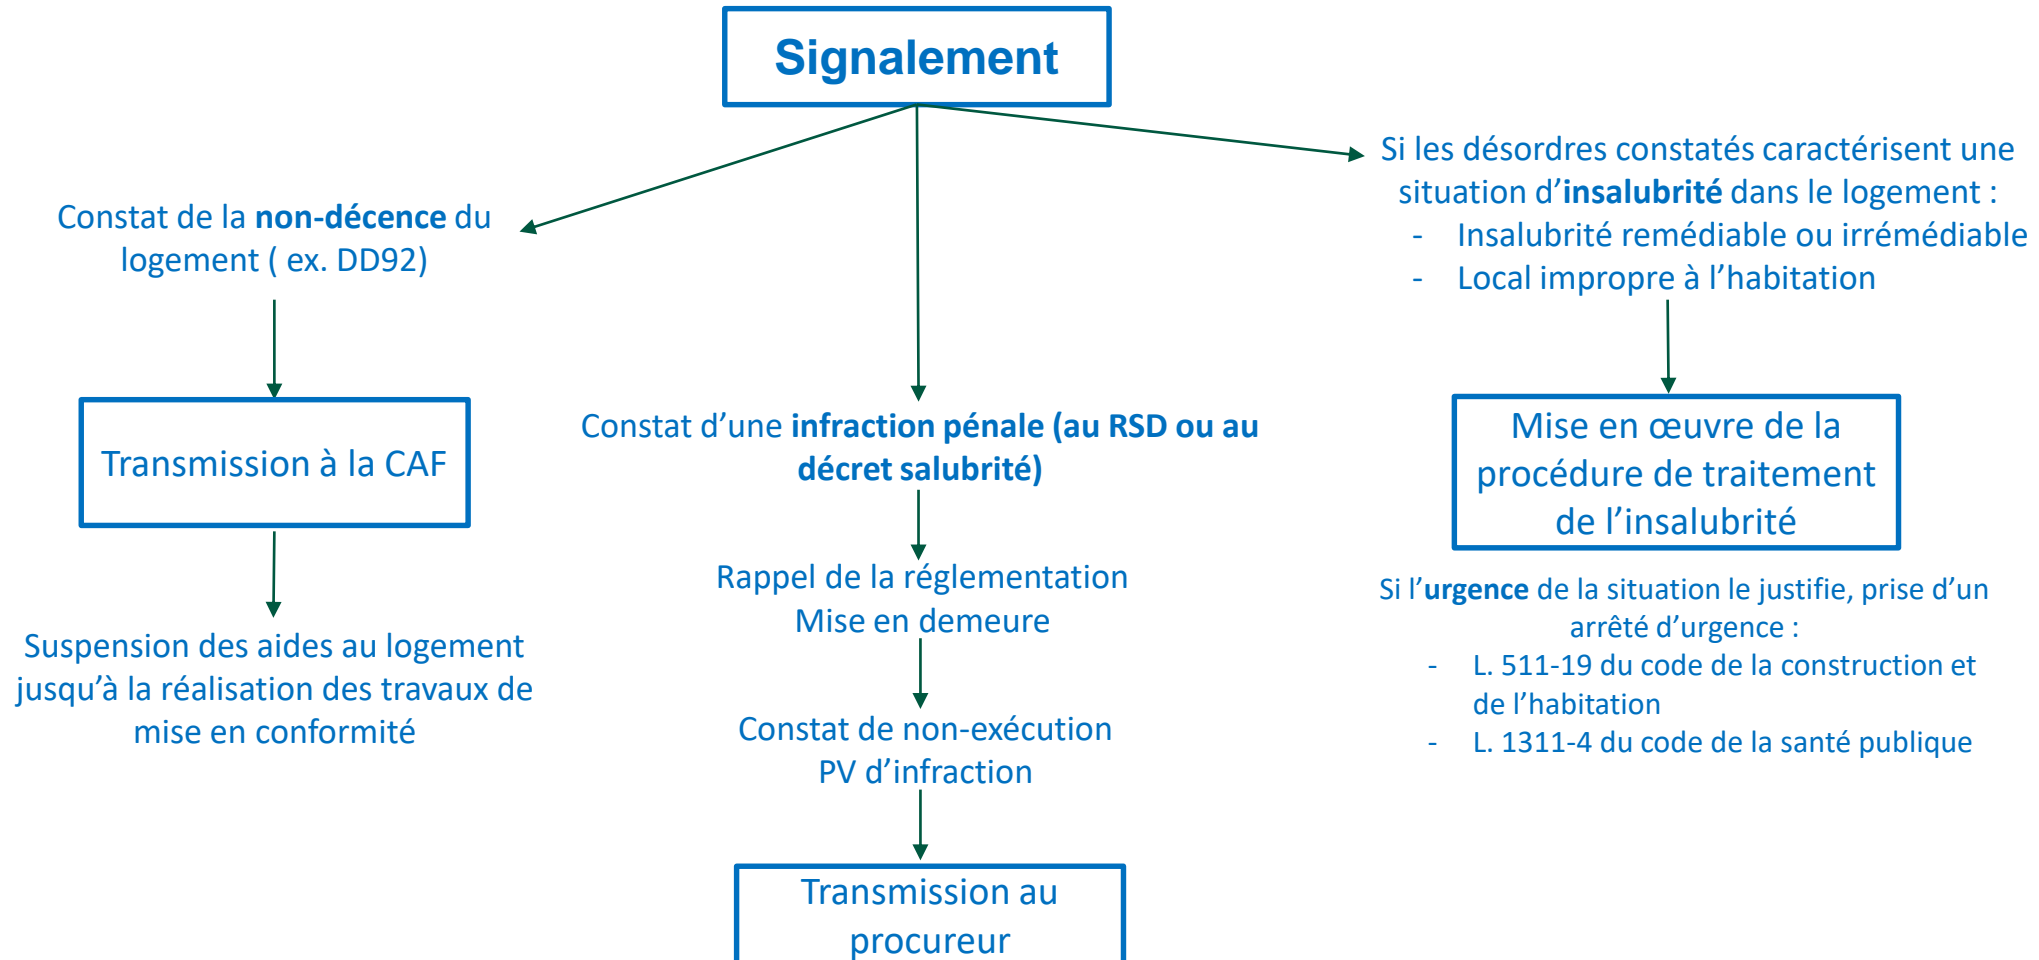 Signalement
Constat de la non-décence du
logement ( ex. DD92)
Transmission à la CAF
Suspension des aides au logement
jusqu’à la réalisation des travaux de
mise en conformité
Constat d’une infraction pénale (au RSD ou au
décret salubrité)
Rappel de la réglementation
Mise en demeure
Constat de non-exécution
PV d’infraction
Transmission au
procureur
Si les désordres constatés caractérisent une
situation d’insalubrité dans le logement :
- Insalubrité remédiable ou irrémédiable
- Local impropre à l’habitation
Mise en œuvre de la
procédure de traitement
de l’insalubrité
Si l’urgence de la situation le justifie, prise d’un
arrêté d’urgence :
- L. 511-19 du code de la construction et
de l’habitation
- L. 1311-4 du code de la santé publique